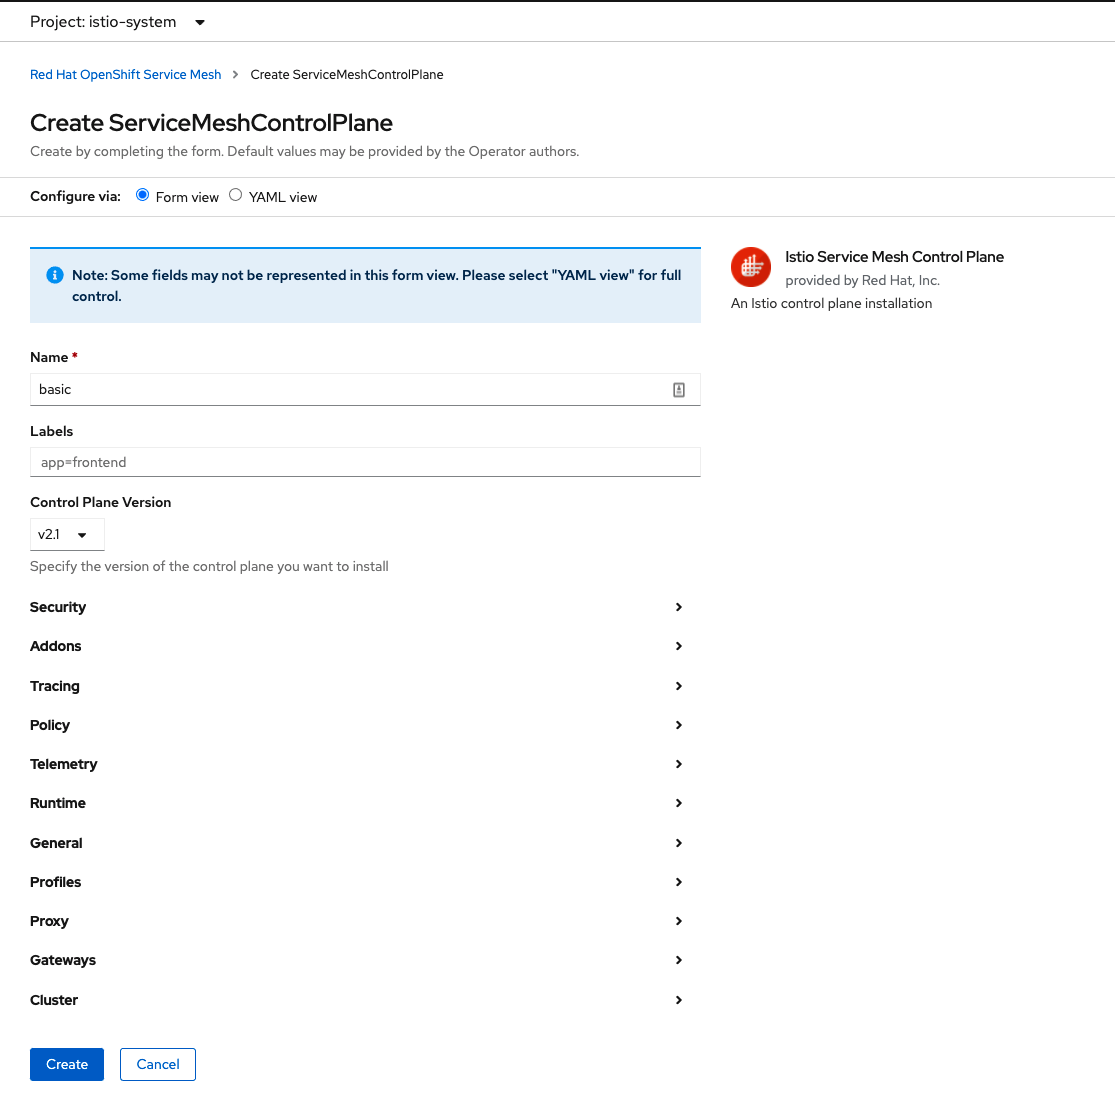 Project: istio-system
Red Hat OpenShift Service Mesh > Create ServiceMeshControlPlane
Create ServiceMeshControlPlane
Create by completing the form. Default values may be provided by the Operator authors.
Configure via: Form view YAML view
Note: Some fields may not be represented in this form view. Please select "YAML view" for full
control.
Istio Service Mesh Control Plane
provided by Red Hat, Inc.
An Istio control plane installation
Name *
basic
Labels
app=frontend
Control Plane Version
v2.1
Specify the version of the control plane you want to install
Security
Addons
Tracing
Policy
Telemetry
Runtime
General
Profiles
Proxy
Gateways
Cluster
Create Cancel